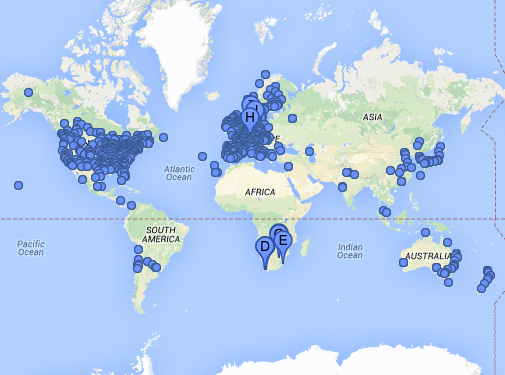 J
H
E
ASIA
Atlantic
Ocean
AFRICA
SOUTH
AMERICA
Pacific
Ocean
D
E
Indian
Ocean
AUSTRALIA